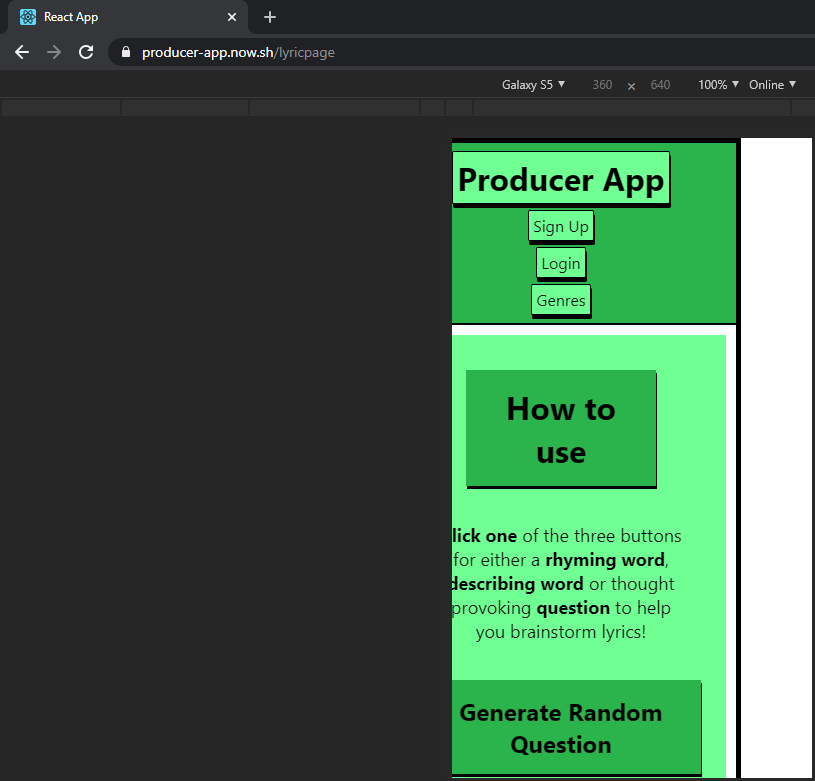 React App
producer-app.now.sh/lyricpage
Galaxy S5 ▼ 360 × 640 100% ▼ Online ▼
Producer App
Sign Up
Login
Genres
How to
use
lick one of the three buttons
for either a rhyming word,
describing word or thought
provoking question to help
you brainstorm lyrics!
Generate Random
Question